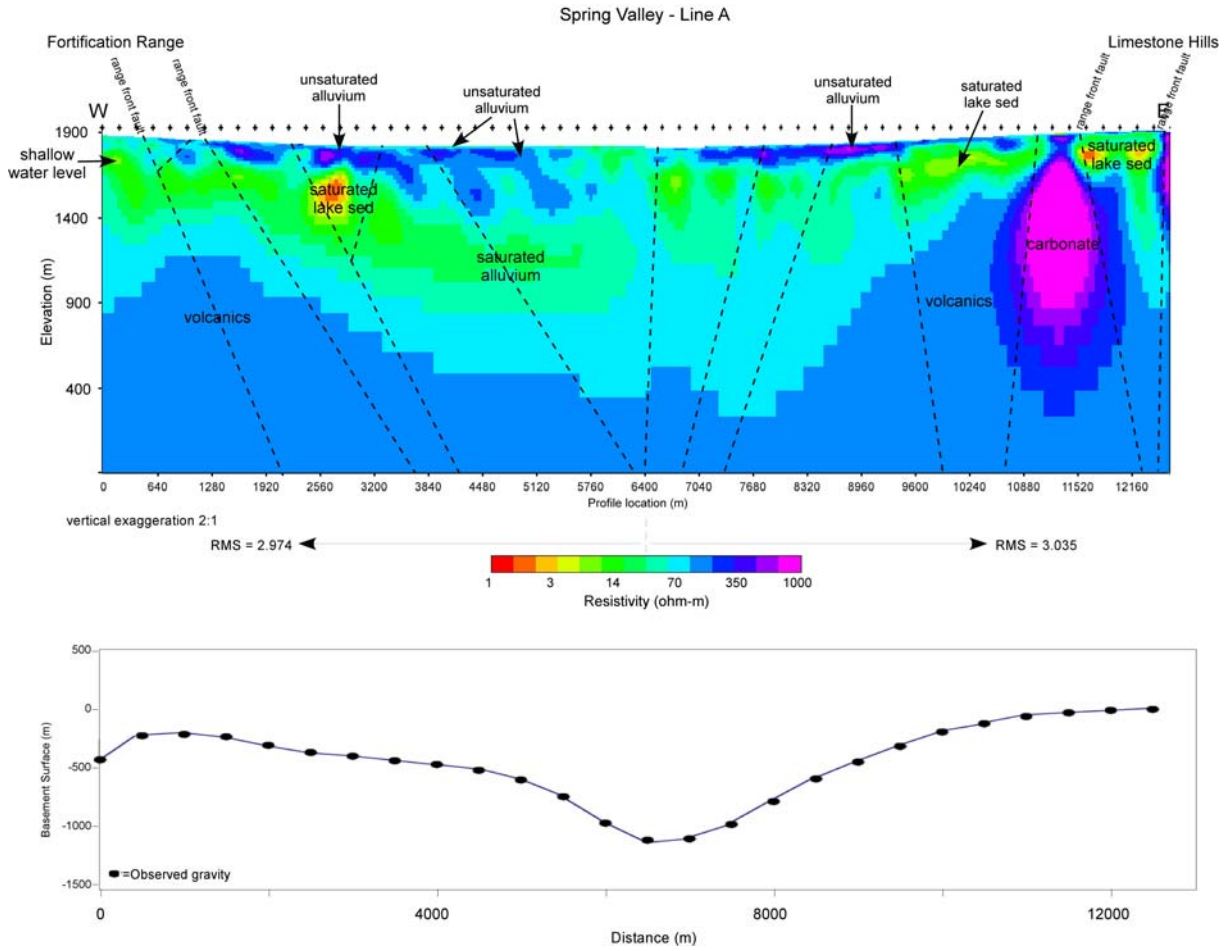 Spring Valley - Line A
Fortification Range
Limestone Hills
range front fault
range front fault
range front fault
range front fault
unsaturated
alluvium
unsaturated
alluvium
unsaturated
alluvium
saturated
lake sed
W
E
shallow
water level
saturated
lake sed
saturated
lake sed
saturated
alluvium
volcanics
volcanics
carbonate
Elevation (m)
1900
1400
900
400
0 640 1280 1920 2560 3200 3840 4480 5120 5760 6400 7040 7680 8320 8960 9600 10240 10880 11520 12160
Profile location (m)
vertical exaggeration 2:1
RMS = 2.974
RMS = 3.035
1 3 14 70 350 1000
Resistivity (ohm-m)
Basement Surface (m)
500
0
-500
-1000
-1500
=Observed gravity
0 4000 8000 12000
Distance (m)